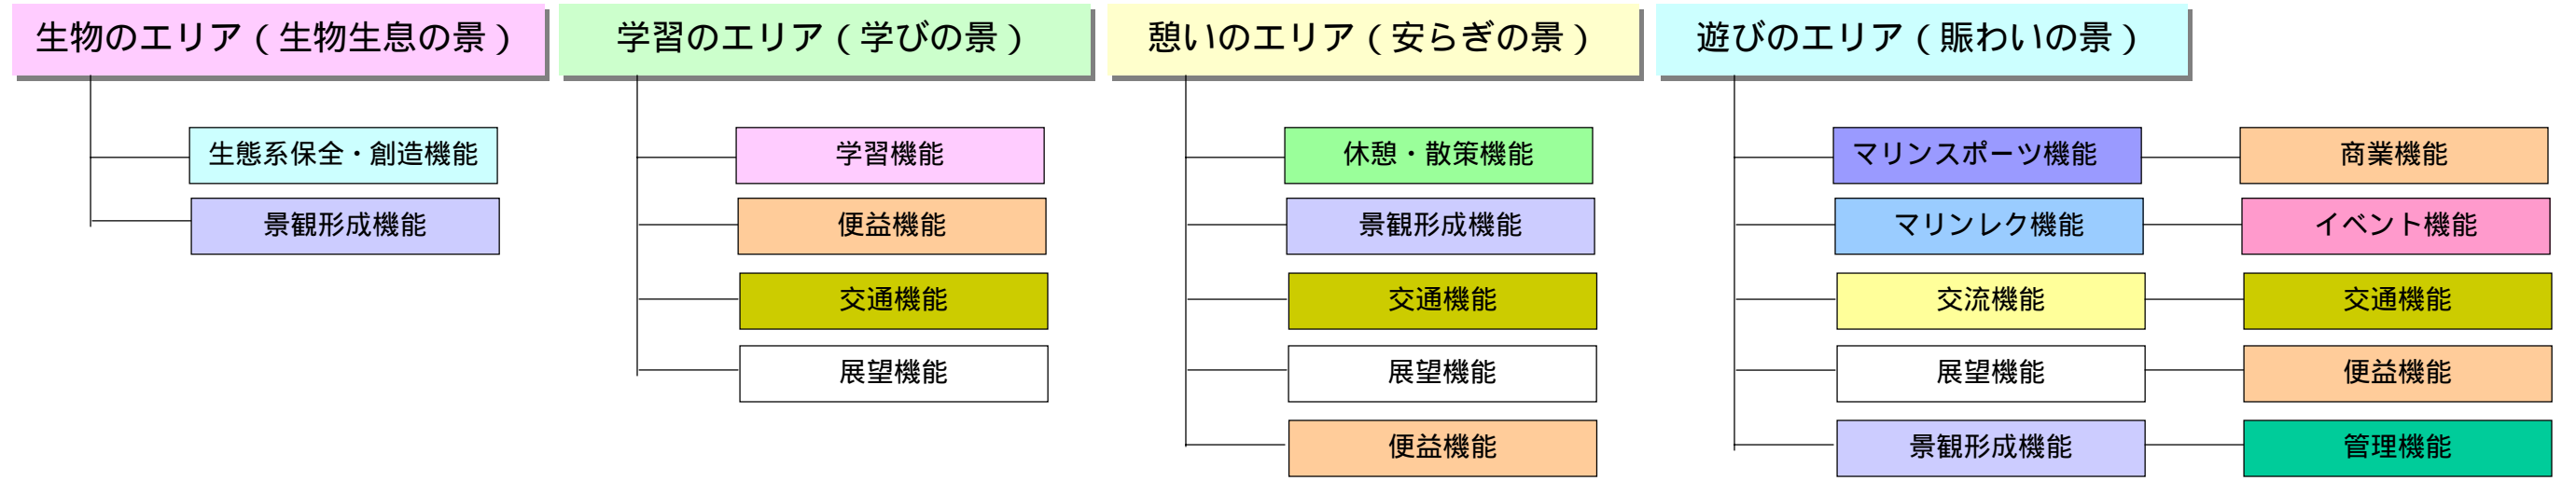 生物のエリア（生物生息の景）
生態系保全・創造機能
景観形成機能
学習のエリア（学びの景）
学習機能
便益機能
交通機能
展望機能
憩いのエリア（安らぎの景）
休憩・散策機能
景観形成機能
交通機能
展望機能
便益機能
遊びのエリア（賑わいの景）
マリンスポーツ機能
商業機能
マリンレク機能
イベント機能
交流機能
交通機能
展望機能
便益機能
景観形成機能
管理機能